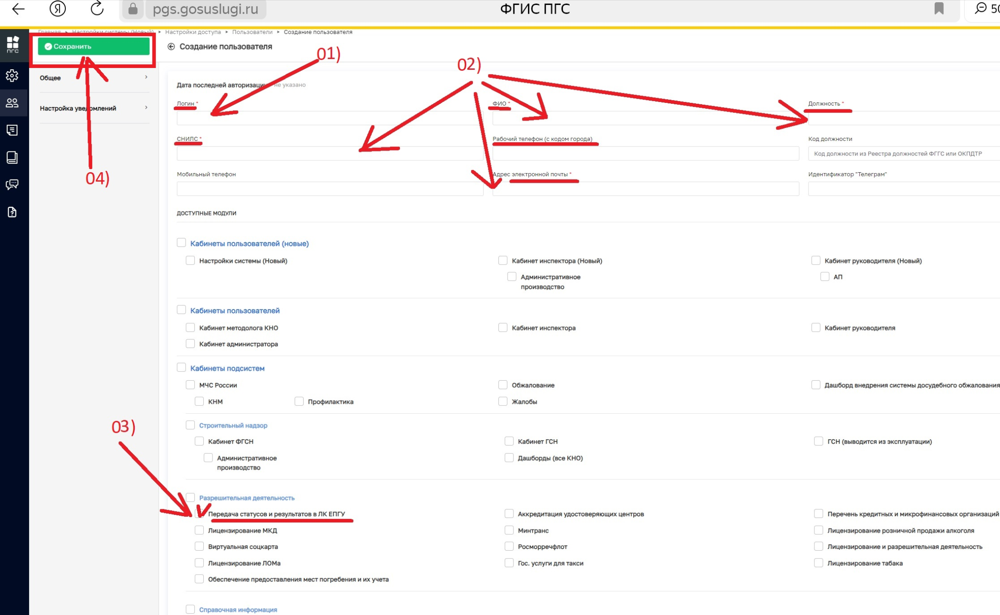 Я pgs.gosuslugi.ru ФГИС ПГС 50
Главная ▸ Настройки системы (Новый) ▸ Настройки доступа ▸ Пользователи ▸ Создание пользователя
ПГС
Сохранить
Создание пользователя
01)
02)
Общее
Настройка уведомлений
04)
Дата последней авторизации не указано
Логин * ФИО * Должность *
СНИЛС * Рабочий телефон (с кодом города) Код должности
Код должности из Реестра должностей ФГГС или ОКПДТР
Мобильный телефон Адрес электронной почты * Идентификатор "Телеграм"
ДОСТУПНЫЕ МОДУЛИ
Кабинеты пользователей (новые)
Настройки системы (Новый) Кабинет инспектора (Новый) Кабинет руководителя (Новый)
Административное производство АП
Кабинеты пользователей
Кабинет методолога КНО Кабинет инспектора Кабинет руководителя
Кабинет администратора
Кабинеты подсистем
МЧС России Обжалование Дашборд внедрения системы досудебного обжалования
КНМ Профилактика Жалобы
03)
Строительный надзор
Кабинет ФГСН Кабинет ГСН ГСН (выводится из эксплуатации)
Административное производство Дашборды (все КНО)
Разрешительная деятельность
Передача статусов и результатов в ЛК ЕПГУ Аккредитация удостоверяющих центров Перечень кредитных и микрофинансовых организаций
Лицензирование МКД Минтранс Лицензирование розничной продажи алкоголя
Виртуальная соцкарта Росморречфлот Лицензирование и разрешительная деятельность
Лицензирование ЛОМа Гос. услуги для такси Лицензирование табака
Обеспечение предоставления мест погребения и их учета
Справочная информация